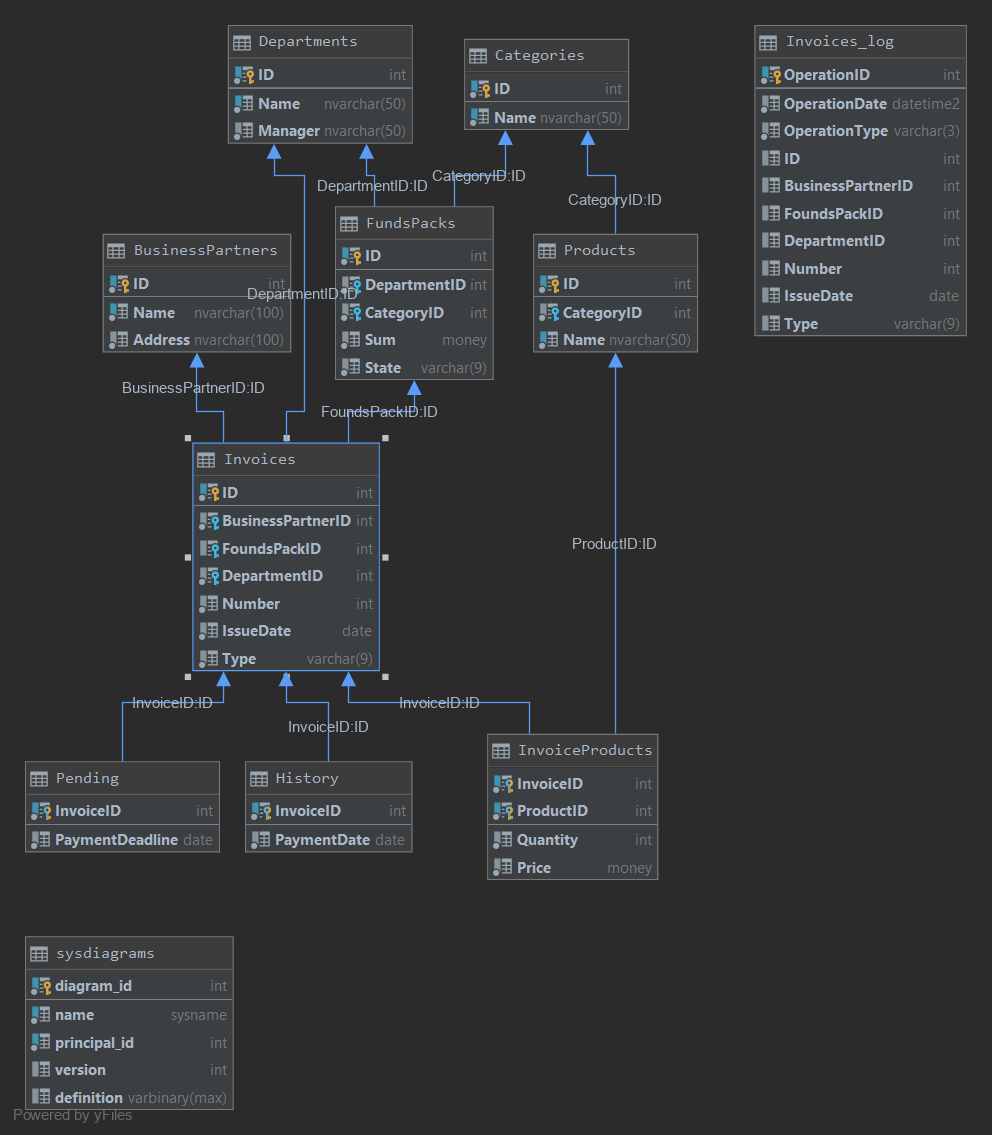 Departments
ID int
Name nvarchar(50)
Manager nvarchar(50)
Categories
ID int
Name nvarchar(50)
Invoices_log
OperationID int
OperationDate datetime2
OperationType varchar(3)
ID int
BusinessPartnerID int
FoundsPackID int
DepartmentID int
Number int
IssueDate date
Type varchar(9)
DepartmentID:ID
CategoryID:ID
CategoryID:ID
FundsPacks
ID int
DepartmentID int
CategoryID int
Sum money
State varchar(9)
BusinessPartners
ID int
Name nvarchar(100)
Address nvarchar(100)
DepartmentID:ID
Products
ID int
CategoryID int
Name nvarchar(50)
BusinessPartnerID:ID
FoundsPackID:ID
Invoices
ID int
BusinessPartnerID int
FoundsPackID int
DepartmentID int
Number int
IssueDate date
Type varchar(9)
ProductID:ID
InvoiceID:ID
InvoiceID:ID
InvoiceID:ID
Pending
InvoiceID int
PaymentDeadline date
History
InvoiceID int
PaymentDate date
InvoiceProducts
InvoiceID int
ProductID int
Quantity int
Price money
sysdiagrams
diagram_id int
name sysname
principal_id int
version int
definition varbinary(max)
Powered by yFiles